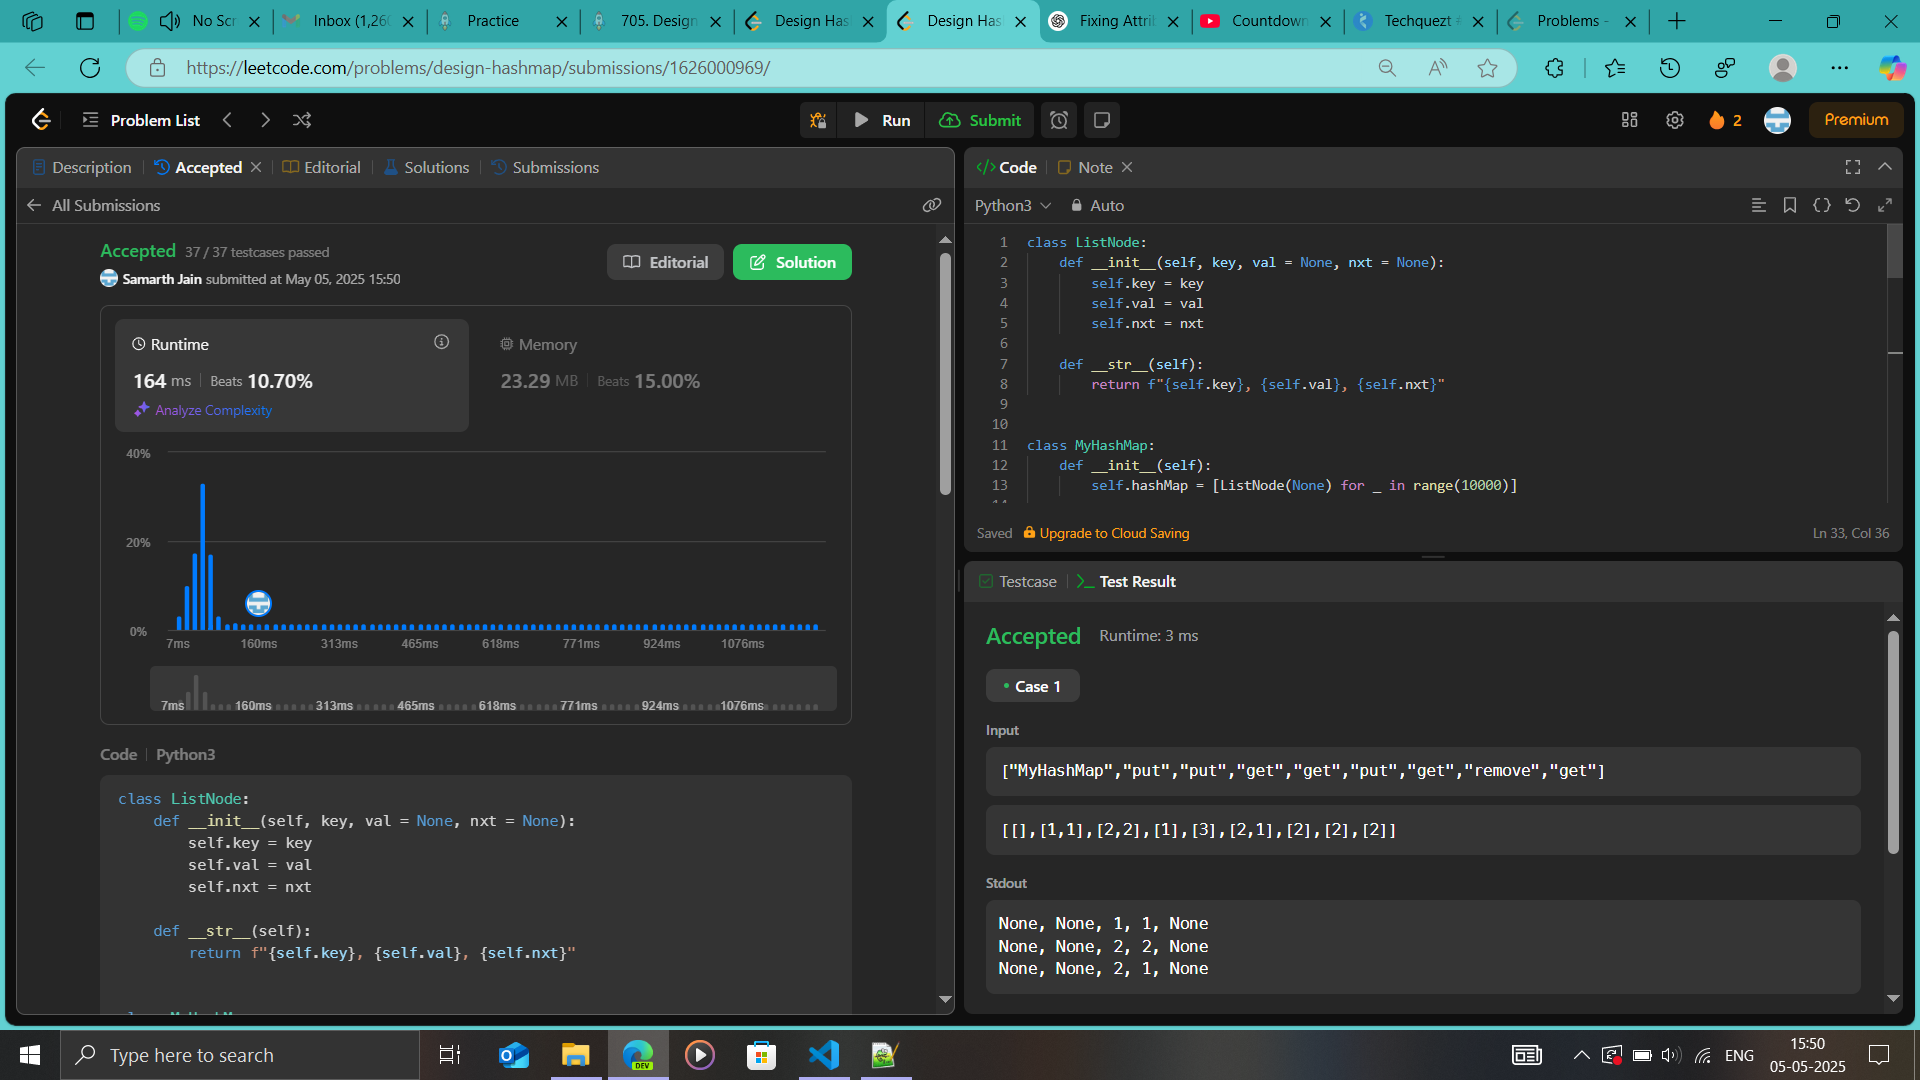 No Scr
Inbox (1,260
Practice
705. Design
Design Has
Design Has
Fixing Attri
Countdown
Techquezt
Problems -
https://leetcode.com/problems/design-hashmap/submissions/1626000969/
Problem List
Run
Submit
2
Premium
Description
Accepted
Editorial
Solutions
Submissions
All Submissions
Accepted 37 / 37 testcases passed
Samarth Jain submitted at May 05, 2025 15:50
Editorial
Solution
Runtime
164 ms Beats 10.70%
Analyze Complexity
Memory
23.29 MB Beats 15.00%
40%
20%
0%
7ms 160ms 313ms 465ms 618ms 771ms 924ms 1076ms
7ms 160ms 313ms 465ms 618ms 771ms 924ms 1076ms
Code Python3
class ListNode:
def __init__(self, key, val = None, nxt = None):
self.key = key
self.val = val
self.nxt = nxt
def __str__(self):
return f"{self.key}, {self.val}, {self.nxt}"
</> Code
Note
Python3
Auto
1 class ListNode:
2 def __init__(self, key, val = None, nxt = None):
3 self.key = key
4 self.val = val
5 self.nxt = nxt
6
7 def __str__(self):
8 return f"{self.key}, {self.val}, {self.nxt}"
9
10
11 class MyHashMap:
12 def __init__(self):
13 self.hashMap = [ListNode(None) for _ in range(10000)]
Saved
Upgrade to Cloud Saving
Ln 33, Col 36
Testcase
Test Result
Accepted Runtime: 3 ms
Case 1
Input
["MyHashMap","put","put","get","get","put","get","remove","get"]
[[],[1,1],[2,2],[1],[3],[2,1],[2],[2],[2]]
Stdout
None, None, 1, 1, None
None, None, 2, 2, None
None, None, 2, 1, None
Type here to search
DEV
ENG
15:50
05-05-2025